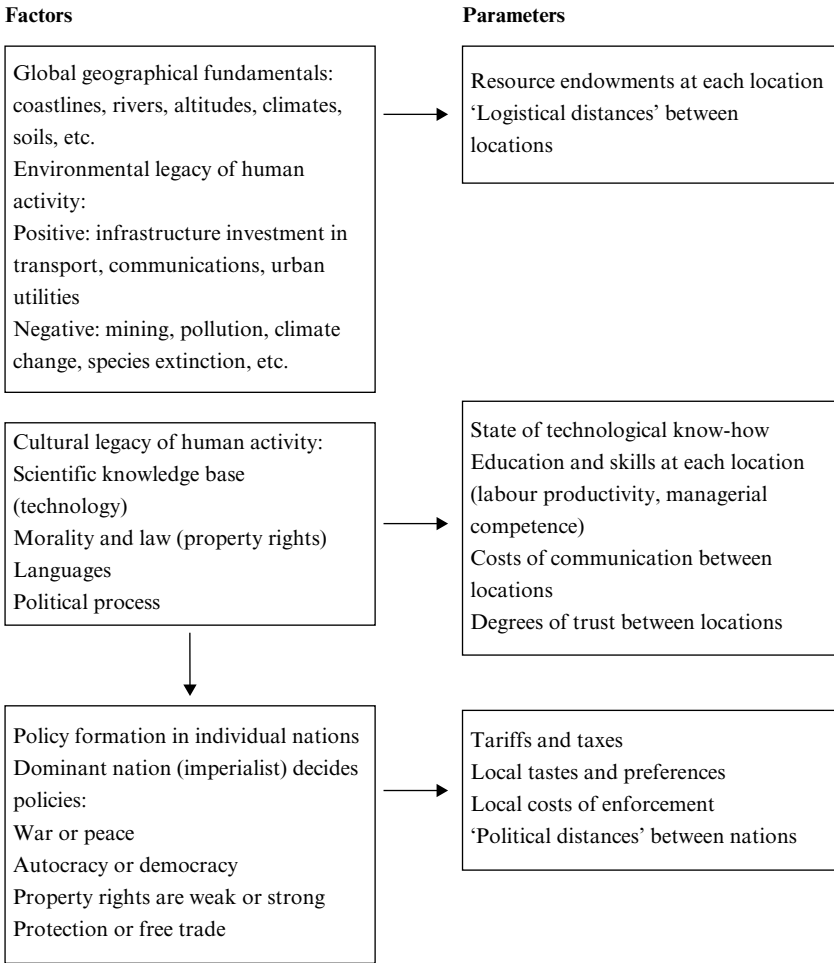 Factors
Parameters
Global geographical fundamentals:
coastlines, rivers, altitudes, climates,
soils, etc.
Environmental legacy of human
activity:
Positive: infrastructure investment in
transport, communications, urban
utilities
Negative: mining, pollution, climate
change, species extinction, etc.
Resource endowments at each location
‘Logistical distances’ between
locations
Cultural legacy of human activity:
Scientific knowledge base
(technology)
Morality and law (property rights)
Languages
Political process
State of technological know-how
Education and skills at each location
(labour productivity, managerial
competence)
Costs of communication between
locations
Degrees of trust between locations
Policy formation in individual nations
Dominant nation (imperialist) decides
policies:
War or peace
Autocracy or democracy
Property rights are weak or strong
Protection or free trade
Tariffs and taxes
Local tastes and preferences
Local costs of enforcement
‘Political distances’ between nations